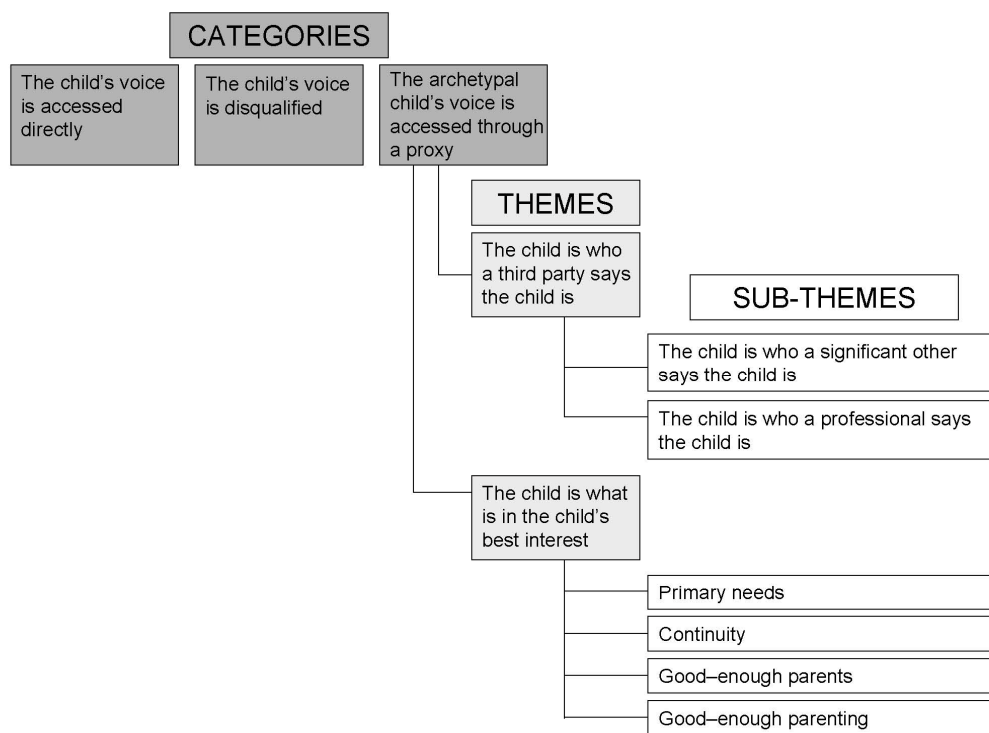 CATEGORIES
The child's voice
is accessed
directly
The child's voice
is disqualified
The archetypal
child's voice is
accessed through
a proxy
THEMES
The child is who
a third party says
the child is
SUB-THEMES
The child is who a significant other
says the child is
The child is who a professional says
the child is
The child is what
is in the child's
best interest
Primary needs
Continuity
Good–enough parents
Good–enough parenting